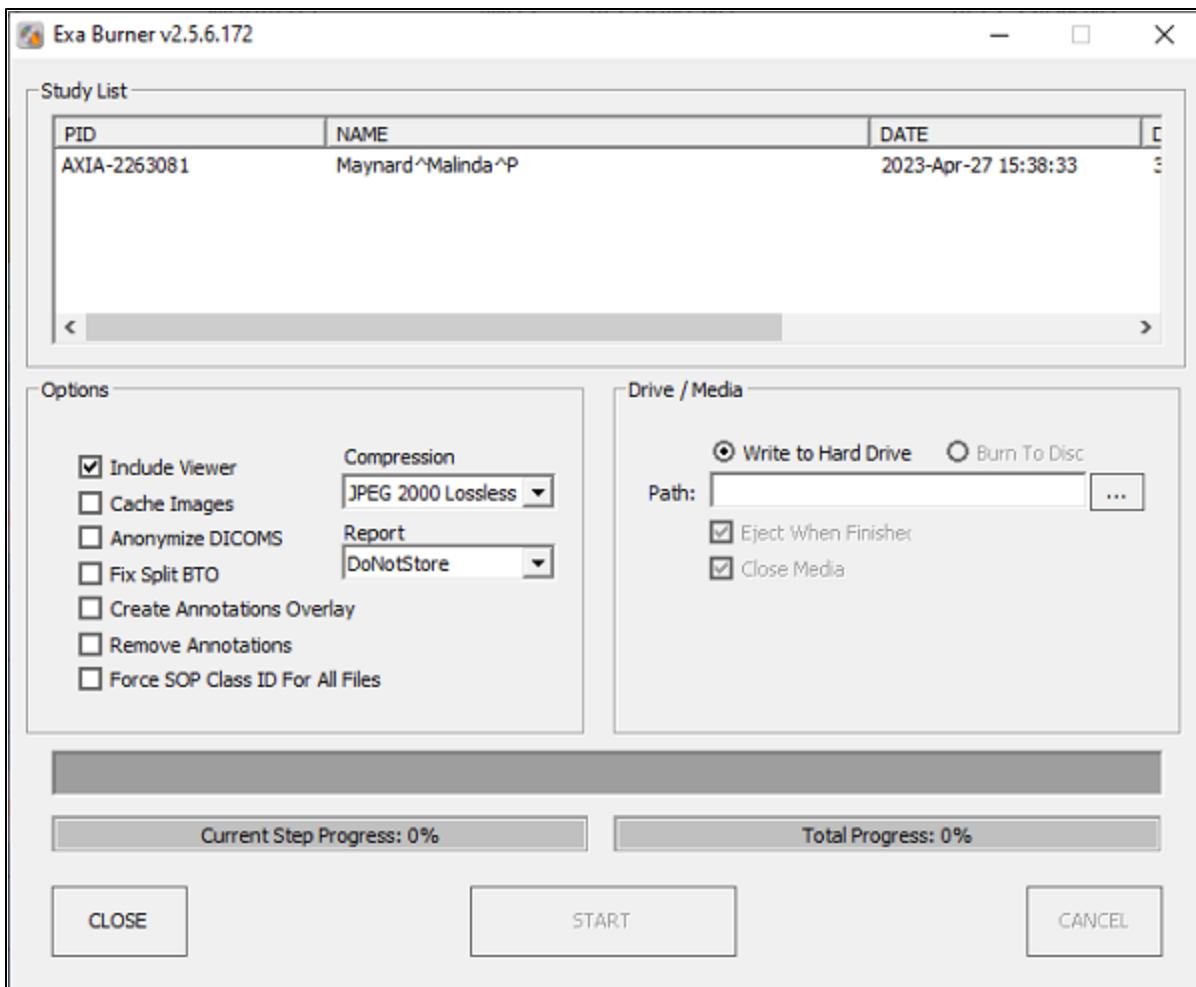 Exa Burner v2.5.6.172
Study List
PID NAME DATE
AXIA-2263081 Maynard^Malinda^P 2023-Apr-27 15:38:33
Options
Include Viewer
Cache Images
Anonymize DICOMS
Fix Split BTO
Create Annotations Overlay
Remove Annotations
Force SOP Class ID For All Files
Compression
JPEG 2000 Lossless
Report
DoNotStore
Drive / Media
Write to Hard Drive Burn To Disc
Path: ...
Eject When Finished
Close Media
Current Step Progress: 0% Total Progress: 0%
CLOSE START CANCEL